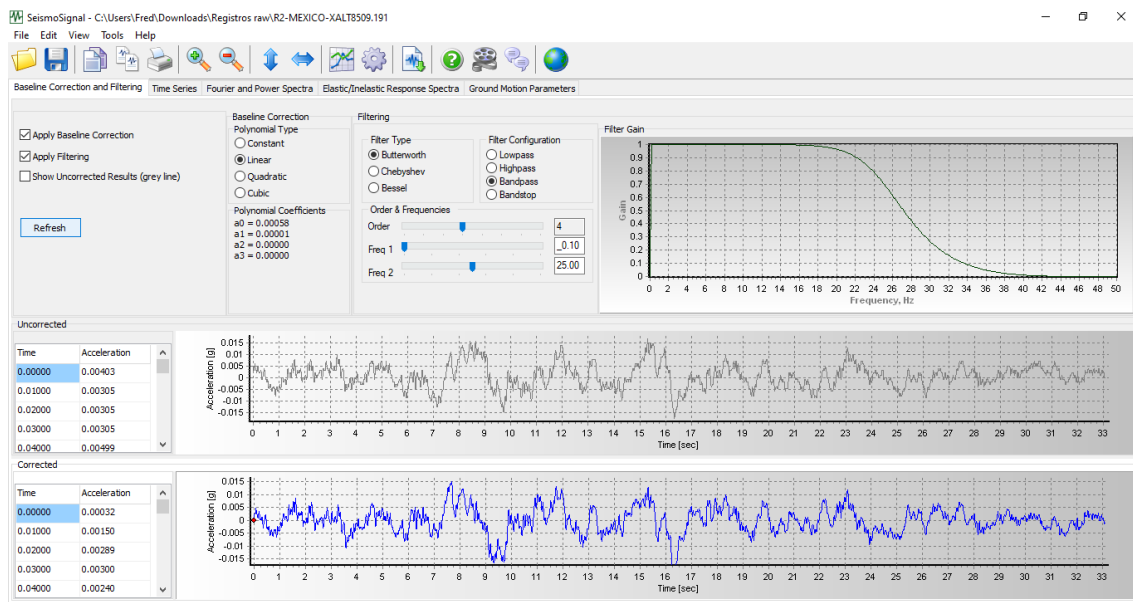 SeismoSignal - C:\Users\Fred\Downloads\Registros raw\R2-MEXICO-XALT8509.191
File Edit View Tools Help
Baseline Correction and Filtering Time Series Fourier and Power Spectra Elastic/Inelastic Response Spectra Ground Motion Parameters
Apply Baseline Correction
Apply Filtering
Show Uncorrected Results (grey line)
Refresh
Baseline Correction
Polynomial Type
Constant
Linear
Quadratic
Cubic
Polynomial Coefficients
a0 = 0.00058
a1 = 0.00001
a2 = 0.00000
a3 = 0.00000
Filtering
Filter Type
Butterworth
Chebyshev
Bessel
Filter Configuration
Lowpass
Highpass
Bandpass
Bandstop
Order & Frequencies
Order 4
Freq 1 _0.10
Freq 2 25.00
Filter Gain
1
0.9
0.8
0.7
0.6
0.5
0.4
0.3
0.2
0.1
0
Gain
0 2 4 6 8 10 12 14 16 18 20 22 24 26 28 30 32 34 36 38 40 42 44 46 48 50
Frequency, Hz
Uncorrected
Time Acceleration
0.00000 0.00403
0.01000 0.00305
0.02000 0.00305
0.03000 0.00305
0.04000 0.00499
Acceleration [g]
0.015
0.01
0.005
0
-0.005
-0.01
-0.015
0 1 2 3 4 5 6 7 8 9 10 11 12 13 14 15 16 17 18 19 20 21 22 23 24 25 26 27 28 29 30 31 32 33
Time [sec]
Corrected
Time Acceleration
0.00000 0.00032
0.01000 0.00150
0.02000 0.00289
0.03000 0.00300
0.04000 0.00240
Acceleration [g]
0.015
0.01
0.005
0
-0.005
-0.01
-0.015
0 1 2 3 4 5 6 7 8 9 10 11 12 13 14 15 16 17 18 19 20 21 22 23 24 25 26 27 28 29 30 31 32 33
Time [sec]